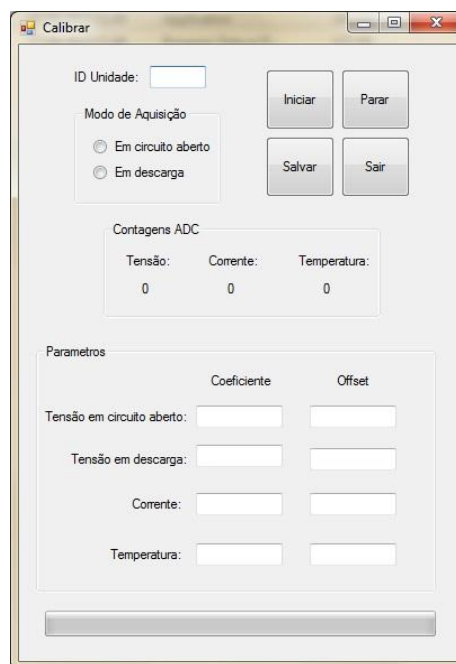 Calibrar
ID Unidade:
Iniciar Parar
Modo de Aquisição
Em circuito aberto
Em descarga
Salvar Sair
Contagens ADC
Tensão: Corrente: Temperatura:
0 0 0
Parametros
Coeficiente Offset
Tensão em circuito aberto:
Tensão em descarga:
Corrente:
Temperatura: